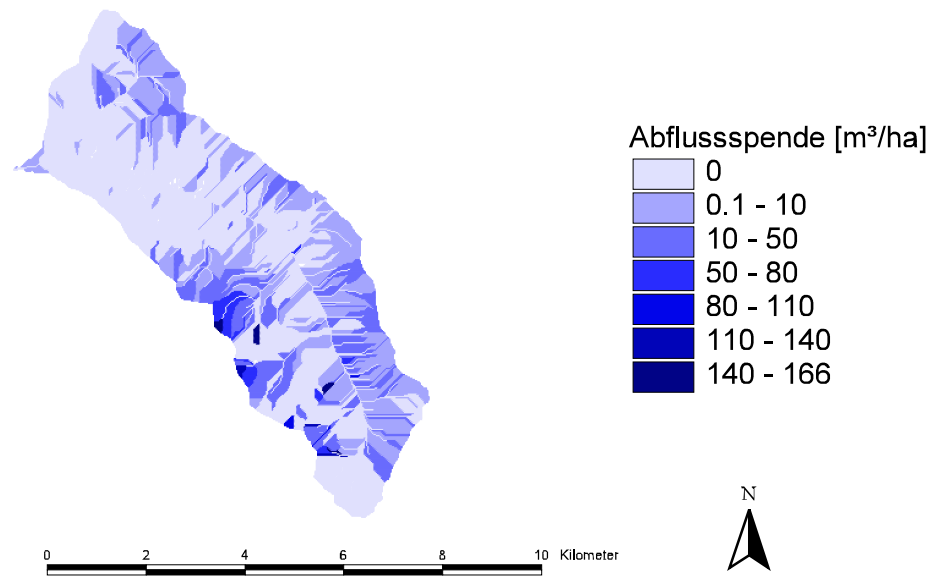 Abflussspende [m³/ha]
0
0.1 - 10
10 - 50
50 - 80
80 - 110
110 - 140
140 - 166
N
0 2 4 6 8 10 Kilometer